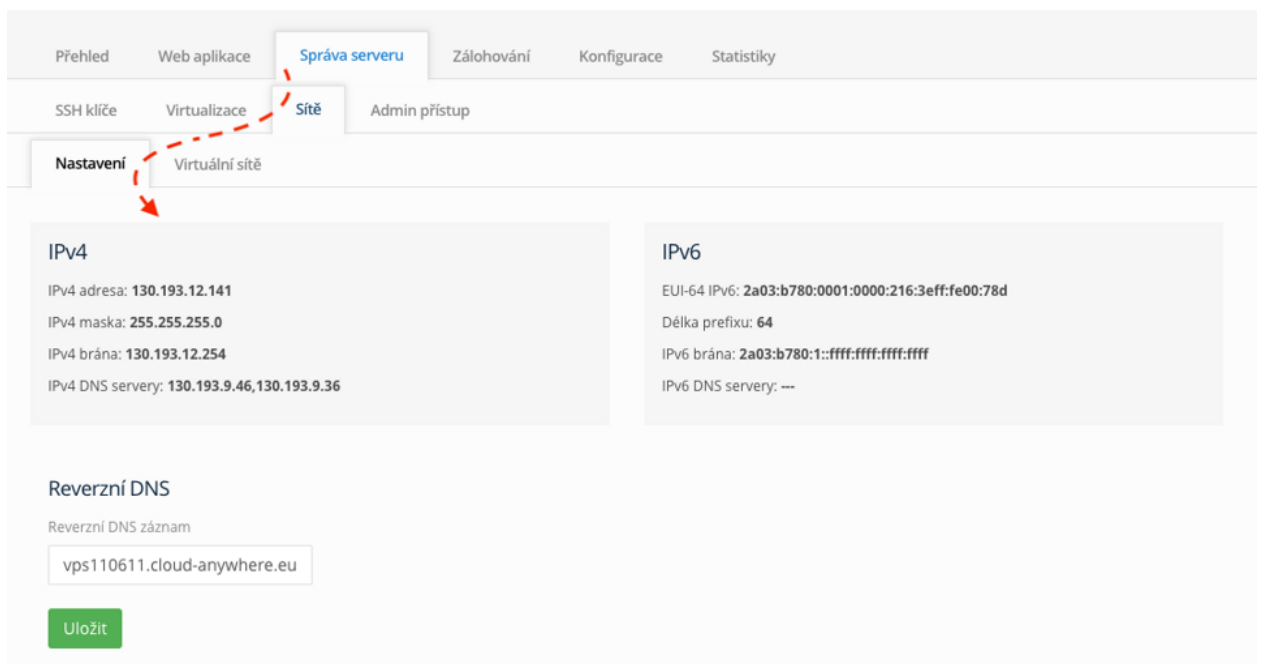 Přehled Web aplikace Správa serveru Zálohování Konfigurace Statistiky
SSH klíče Virtualizace Sítě Admin přístup
Nastavení Virtuální sítě
IPv4
IPv4 adresa: 130.193.12.141
IPv4 maska: 255.255.255.0
IPv4 brána: 130.193.12.254
IPv4 DNS servery: 130.193.9.46,130.193.9.36
IPv6
EUI-64 IPv6: 2a03:b780:0001:0000:216:3eff:fe00:78d
Délka prefixu: 64
IPv6 brána: 2a03:b780:1::ffff:ffff:ffff:ffff
IPv6 DNS servery: ---
Reverzní DNS
Reverzní DNS záznam
vps110611.cloud-anywhere.eu
Uložit